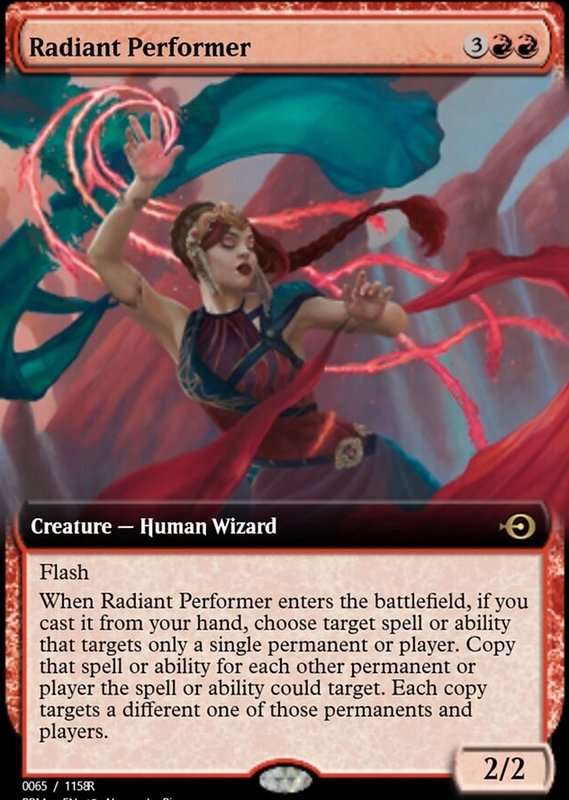 Radiant Performer 3
Creature — Human Wizard
Flash
When Radiant Performer enters the battlefield, if you
cast it from your hand, choose target spell or ability
that targets only a single permanent or player. Copy
that spell or ability for each other permanent or
player the spell or ability could target. Each copy
targets a different one of those permanents and
players.
2/2
0065 / 1158R